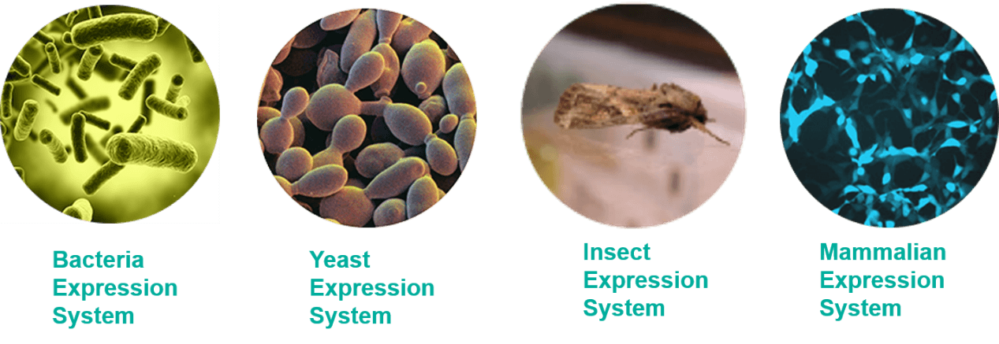 Bacteria
Expression
System
Yeast
Expression
System
Insect
Expression
System
Mammalian
Expression
System